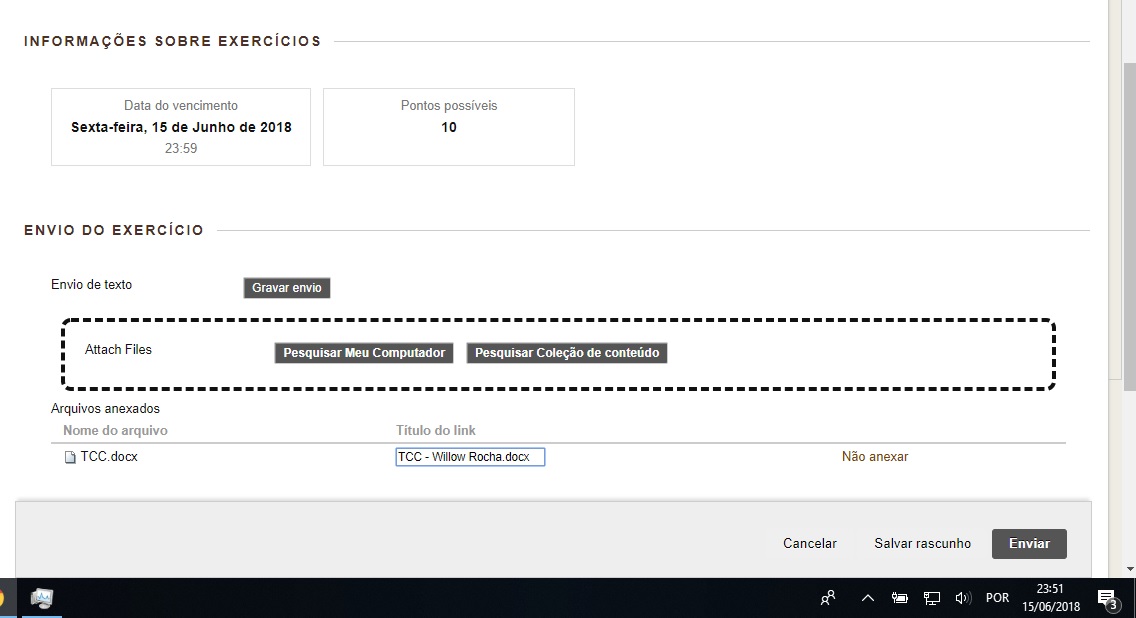 INFORMAÇÕES SOBRE EXERCÍCIOS
Data do vencimento
Sexta-feira, 15 de Junho de 2018
23:59
Pontos possíveis
10
ENVIO DO EXERCÍCIO
Envio de texto
Gravar envio
Attach Files
Pesquisar Meu Computador
Pesquisar Coleção de conteúdo
Arquivos anexados
Nome do arquivo
Título do link
TCC.docx
TCC - Willow Rocha.docx
Não anexar
Cancelar
Salvar rascunho
Enviar
POR
23:51
15/06/2018
3